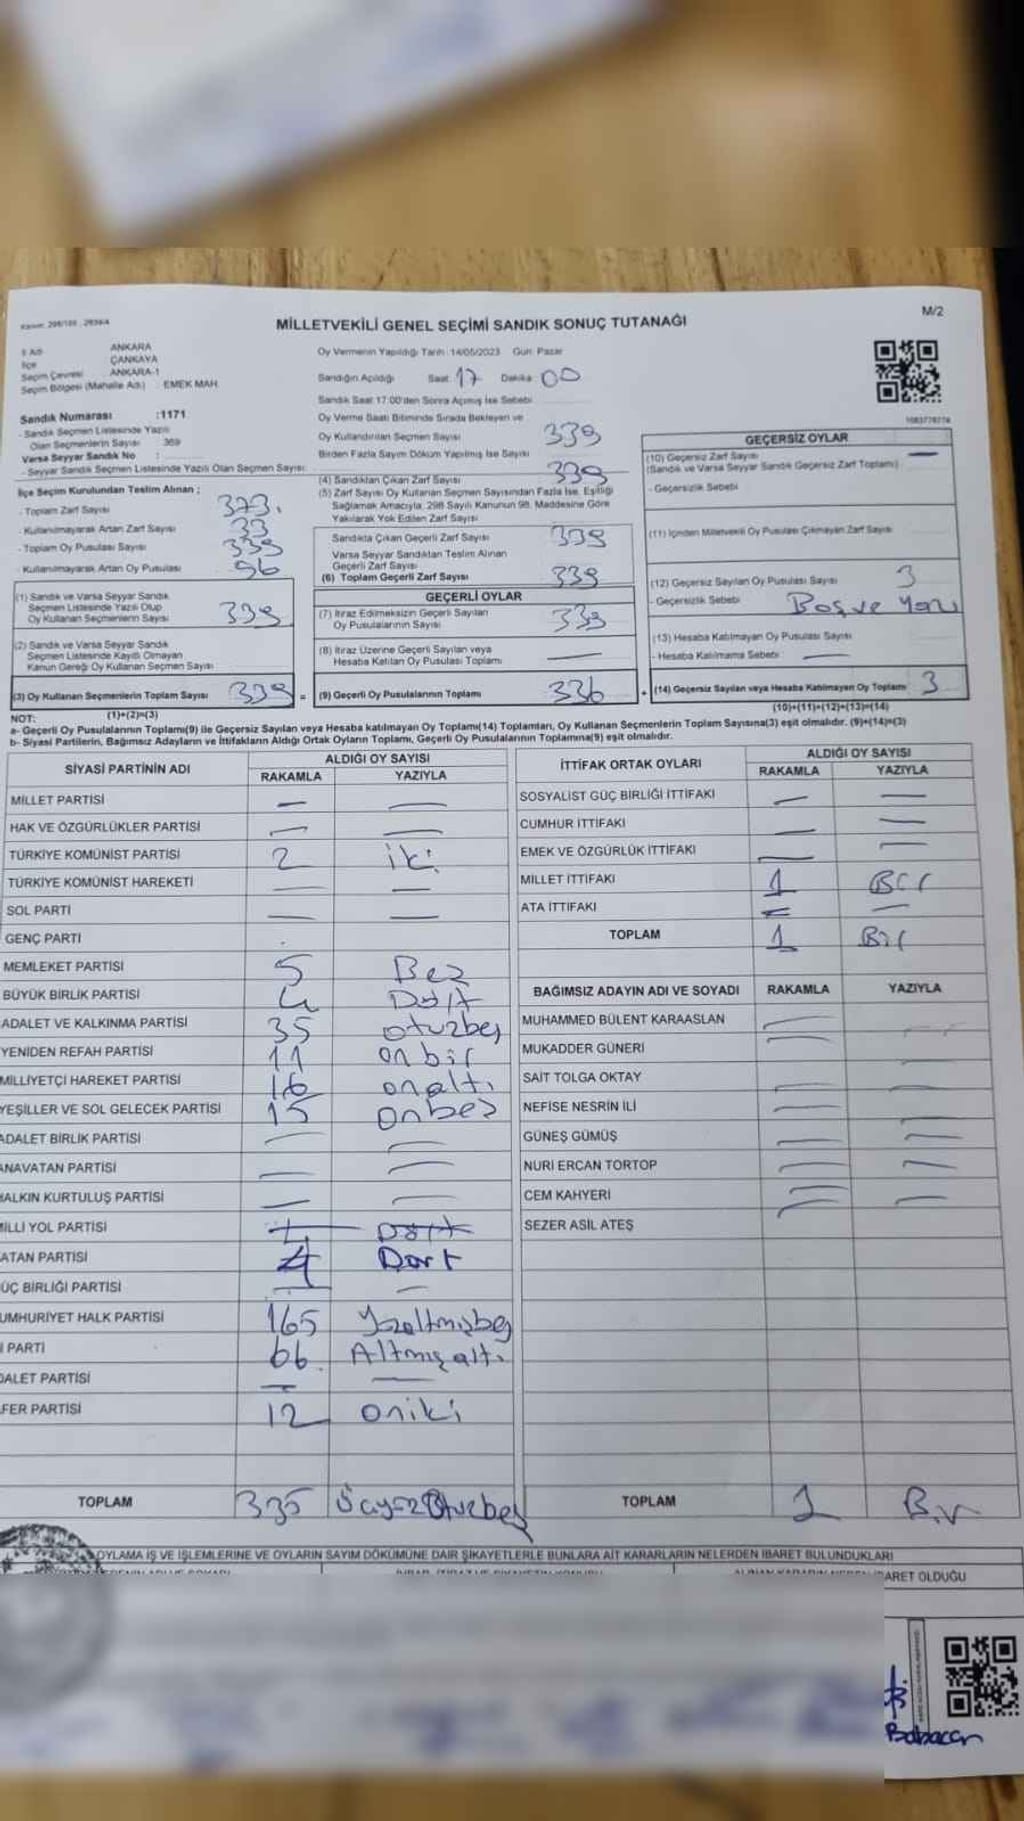 M/2
MİLLETVEKİLİ GENEL SEÇİMİ SANDIK SONUÇ TUTANAĞI
İl Adı ANKARA
İlçe ÇANKAYA
Seçim Çevresi ANKARA-1
Seçim Bölgesi (Mahalle Adı) EMEK MAH.
Sandık Numarası :1171
- Sandık Seçmen Listesinde Yazılı
Olan Seçmenlerin Sayısı 369
Varsa Seyyar Sandık No :
- Seyyar Sandık Seçmen Listesinde Yazılı Olan Seçmen Sayısı:
İlçe Seçim Kurulundan Teslim Alınan ;
- Toplam Zarf Sayısı 373.
- Kullanılmayarak Artan Zarf Sayısı 33
- Toplam Oy Pusulası Sayısı
- Kullanılmayarak Artan Oy Pusulası 96
(1) Sandık ve Varsa Seyyar Sandık
Seçmen Listesinde Yazılı Olup
Oy Kullanan Seçmenlerin Sayısı 339
(2) Sandık ve Varsa Seyyar Sandık
Seçmen Listesinde Kayıtlı Olmayan
Kanun Gereği Oy Kullanan Seçmen Sayısı
(3) Oy Kullanan Seçmenlerin Toplam Sayısı 339
(1)+(2)=(3)
Oy Vermenin Yapıldığı Tarih: 14/05/2023 Gün: Pazar
Sandığın Açıldığı Saat: 17 Dakika: 00
Sandık Saat 17:00'den Sonra Açılmış İse Sebebi
Oy Verme Saati Bitiminde Sırada Bekleyen ve
Oy Kullandırılan Seçmen Sayısı 339
Birden Fazla Sayım Döküm Yapılmış İse Sayısı
(4) Sandıktan Çıkan Zarf Sayısı 339
(5) Zarf Sayısı Oy Kullanan Seçmen Sayısından Fazla İse, Eşitliği
Sağlamak Amacıyla, 298 Sayılı Kanunun 98. Maddesine Göre
Yakılarak Yok Edilen Zarf Sayısı
Sandıkta Çıkan Geçerli Zarf Sayısı 339
Varsa Seyyar Sandıktan Teslim Alınan
Geçerli Zarf Sayısı
(6) Toplam Geçerli Zarf Sayısı 339
GEÇERLİ OYLAR
(7) İtiraz Edilmeksizin Geçerli Sayılan
Oy Pusulalarının Sayısı
(8) İtiraz Üzerine Geçerli Sayılan veya
Hesaba Katılan Oy Pusulası Toplamı —
= (9) Geçerli Oy Pusulalarının Toplamı 336
1083778276
GEÇERSİZ OYLAR
(10) Geçersiz Zarf Sayısı —
(Sandık ve Varsa Seyyar Sandık Geçersiz Zarf Toplamı)
- Geçersizlik Sebebi
(11) İçinden Milletvekili Oy Pusulası Çıkmayan Zarf Sayısı
(12) Geçersiz Sayılan Oy Pusulası Sayısı 3
- Geçersizlik Sebebi Boş ve Yazı
(13) Hesaba Katılmayan Oy Pusulası Sayısı
- Hesaba Katılmama Sebebi —
+ (14) Geçersiz Sayılan veya Hesaba Katılmayan Oy Toplamı 3
(10)+(11)+(12)+(13)=(14)
NOT:
a- Geçerli Oy Pusulalarının Toplamı(9) ile Geçersiz Sayılan veya Hesaba katılmayan Oy Toplamı(14) Toplamları, Oy Kullanan Seçmenlerin Toplam Sayısına(3) eşit olmalıdır. (9)+(14)=(3)
b- Siyasi Partilerin, Bağımsız Adayların ve İttifakların Aldığı Ortak Oyların Toplamı, Geçerli Oy Pusulalarının Toplamına(9) eşit olmalıdır.
SİYASİ PARTİNİN ADI ALDIĞI OY SAYISI
RAKAMLA YAZIYLA
MİLLET PARTİSİ — —
HAK VE ÖZGÜRLÜKLER PARTİSİ — —
TÜRKİYE KOMÜNİST PARTİSİ 2 iki
TÜRKİYE KOMÜNİST HAREKETİ — —
SOL PARTİ — —
GENÇ PARTİ
MEMLEKET PARTİSİ 5 Beş
BÜYÜK BİRLİK PARTİSİ 4 Dört
ADALET VE KALKINMA PARTİSİ 35 otuzbeş
YENİDEN REFAH PARTİSİ 11 on bir
MİLLİYETÇİ HAREKET PARTİSİ 16 onaltı
YEŞİLLER VE SOL GELECEK PARTİSİ 15 onbeş
ADALET BİRLİK PARTİSİ — —
ANAVATAN PARTİSİ — —
HALKIN KURTULUŞ PARTİSİ — —
MİLLİ YOL PARTİSİ 4 Dört
ATAN PARTİSİ 4 Dört
ÜÇ BİRLİĞİ PARTİSİ — —
UMHURİYET HALK PARTİSİ 165 Yüzaltmışbeş
İ PARTİ 66 Altmışaltı
DALET PARTİSİ — —
FER PARTİSİ 12 oniki
TOPLAM 335 Üçyüz Otuzbeş
İTTİFAK ORTAK OYLARI ALDIĞI OY SAYISI
RAKAMLA YAZIYLA
SOSYALİST GÜÇ BİRLİĞİ İTTİFAKI — —
CUMHUR İTTİFAKI — —
EMEK VE ÖZGÜRLÜK İTTİFAKI — —
MİLLET İTTİFAKI 1 Bir
ATA İTTİFAKI — —
TOPLAM 1 Bir
BAĞIMSIZ ADAYIN ADI VE SOYADI RAKAMLA YAZIYLA
MUHAMMED BÜLENT KARAASLAN — —
MUKADDER GÜNERİ — —
SAİT TOLGA OKTAY — —
NEFİSE NESRİN İLİ — —
GÜNEŞ GÜMÜŞ — —
NURİ ERCAN TORTOP — —
CEM KAHYERİ — —
SEZER ASIL ATEŞ
TOPLAM 1 Bir
OYLAMA İŞ VE İŞLEMLERİNE VE OYLARIN SAYIM DÖKÜMÜNE DAİR ŞİKAYETLERLE BUNLARA AİT KARARLARIN NELERDEN İBARET BULUNDUKLARI
ARET OLDUĞU
Babacan